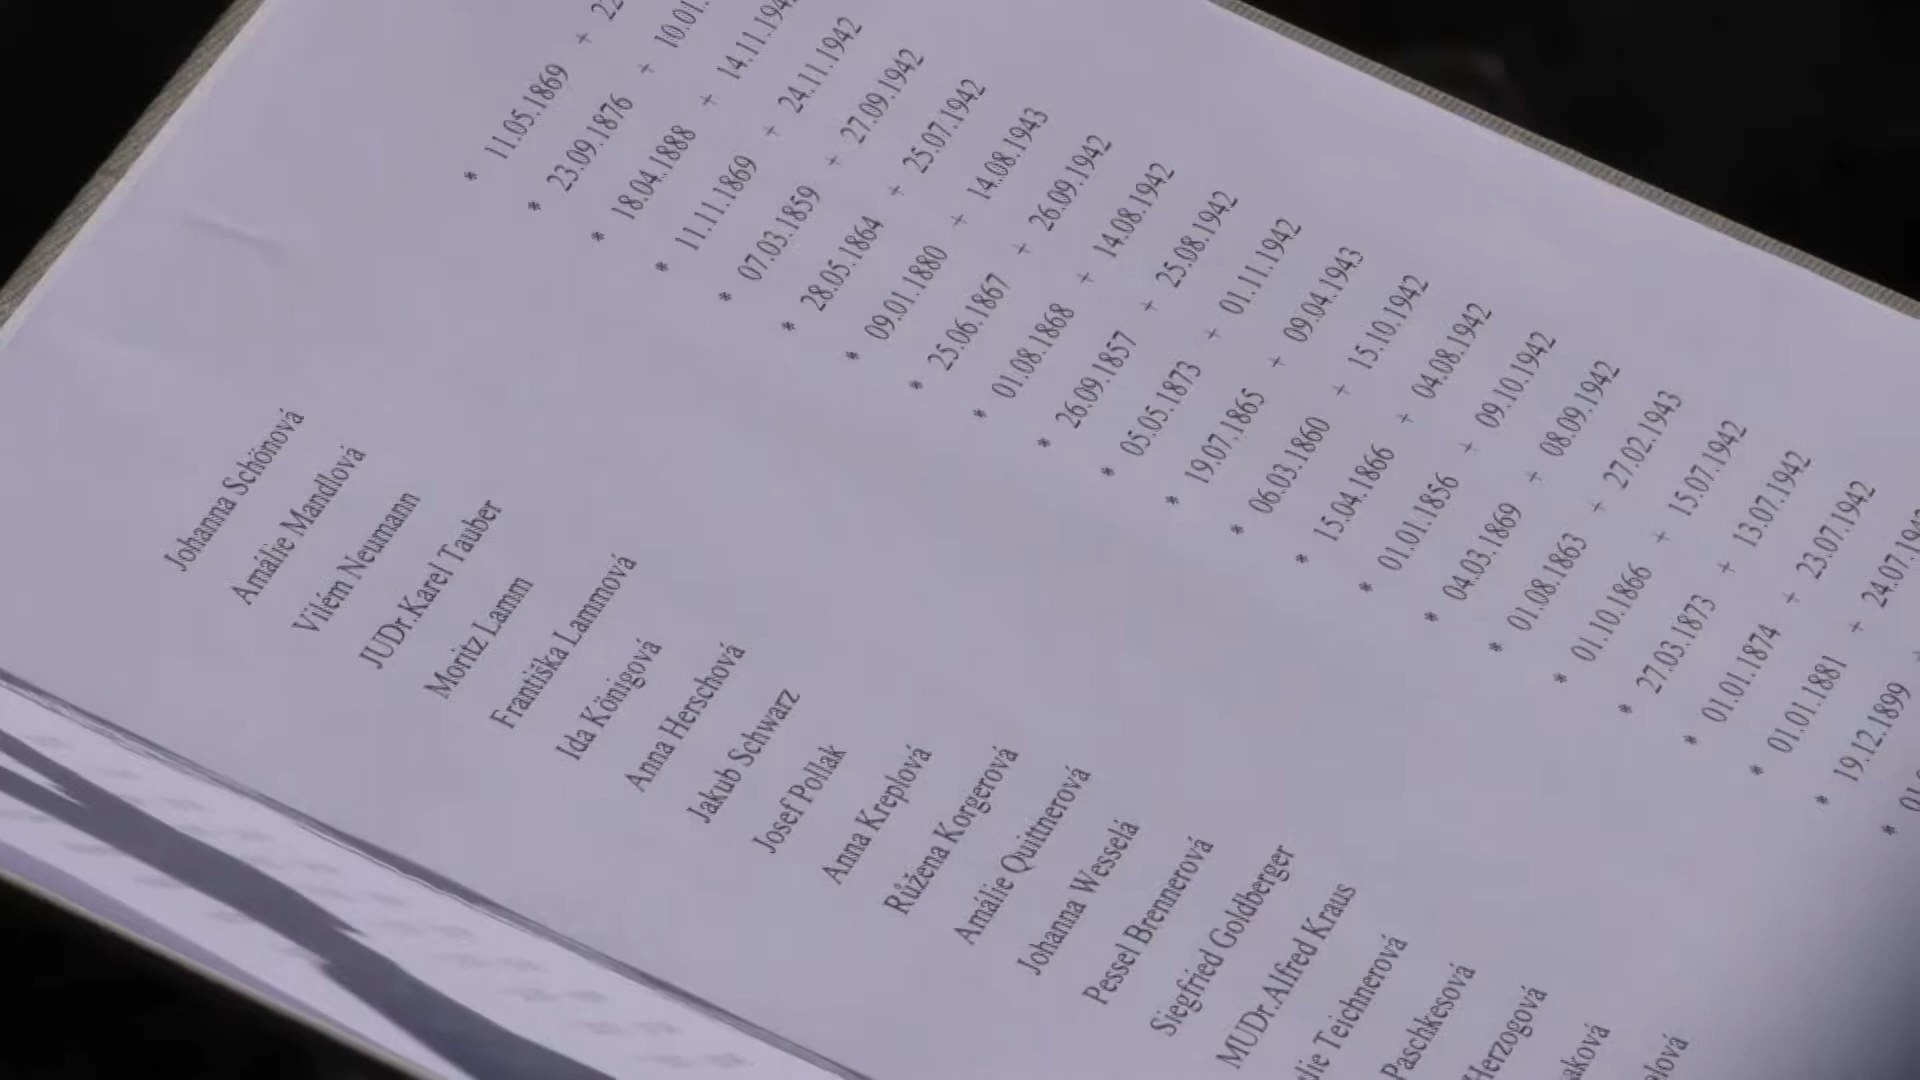 Johanna Schönová * 11.05.1869 +
Amálie Mandlová * 23.09.1876 + 10.01.
Vilém Neumann * 18.04.1888 + 14.11.
JUDr.Karel Tauber * 11.11.1869 + 24.11.1942
Moritz Lamm * 07.03.1859 + 27.09.1942
Františka Lammová * 28.05.1864 + 25.07.1942
Ida Königová * 09.01.1880 + 14.08.1943
Anna Herschová * 25.06.1867 + 26.09.1942
Jakub Schwarz * 01.08.1868 + 14.08.1942
Josef Pollak * 26.09.1857 + 25.08.1942
Anna Kreplová * 05.05.1873 + 01.11.1942
Růžena Korgerová * 19.07.1865 + 09.04.1943
Amálie Quittnerová * 06.03.1860 + 15.10.1942
Johanna Wesselá * 15.04.1866 + 04.08.1942
Pessel Brennerová * 01.01.1856 + 09.10.1942
Siegfried Goldberger * 04.03.1869 + 08.09.1942
MUDr.Alfred Kraus * 01.08.1863 + 27.02.1943
Teichnerová * 01.10.1866 + 15.07.1942
Paschkesová * 27.03.1873 + 13.07.1942
Herzogová * 01.01.1874 + 23.07.1942
* 01.01.1881 + 24.07.
* 19.12.1899